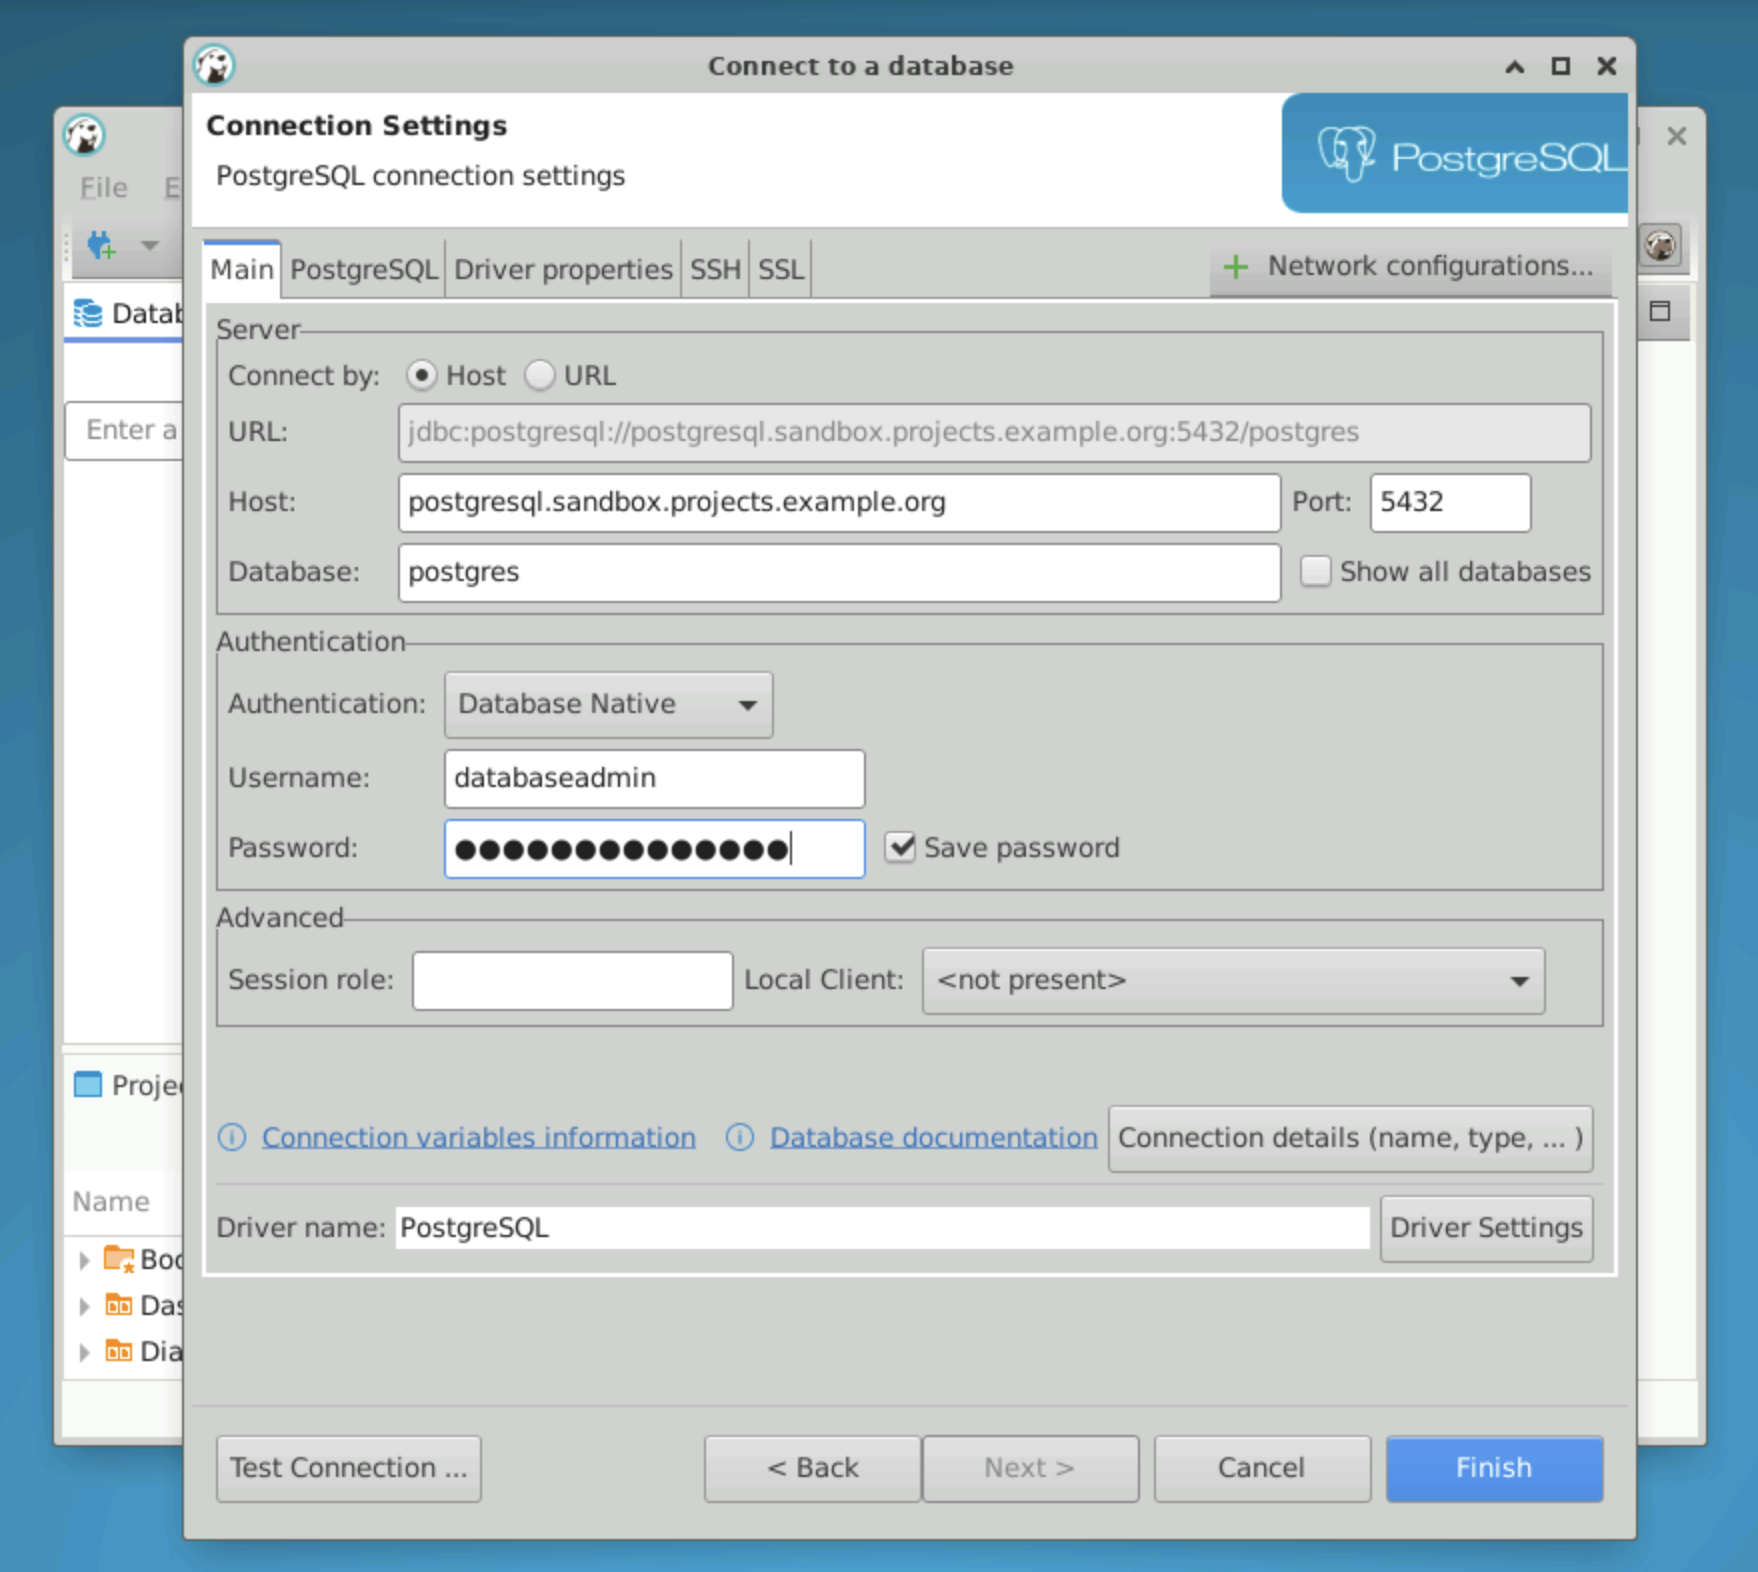 Connect to a database
Connection Settings
PostgreSQL connection settings
PostgreSQL
File E
Main PostgreSQL Driver properties SSH SSL Network configurations...
Datab
Server
Connect by: Host URL
Enter a
URL: jdbc:postgresql://postgresql.sandbox.projects.example.org:5432/postgres
Host: postgresql.sandbox.projects.example.org Port: 5432
Database: postgres Show all databases
Authentication
Authentication: Database Native
Username: databaseadmin
Password: ●●●●●●●●●●●●●● Save password
Advanced
Session role: Local Client: <not present>
Projec
Connection variables information Database documentation Connection details (name, type, ... )
Name
Driver name: PostgreSQL Driver Settings
Boo
Das
Dia
Test Connection ... < Back Next > Cancel Finish